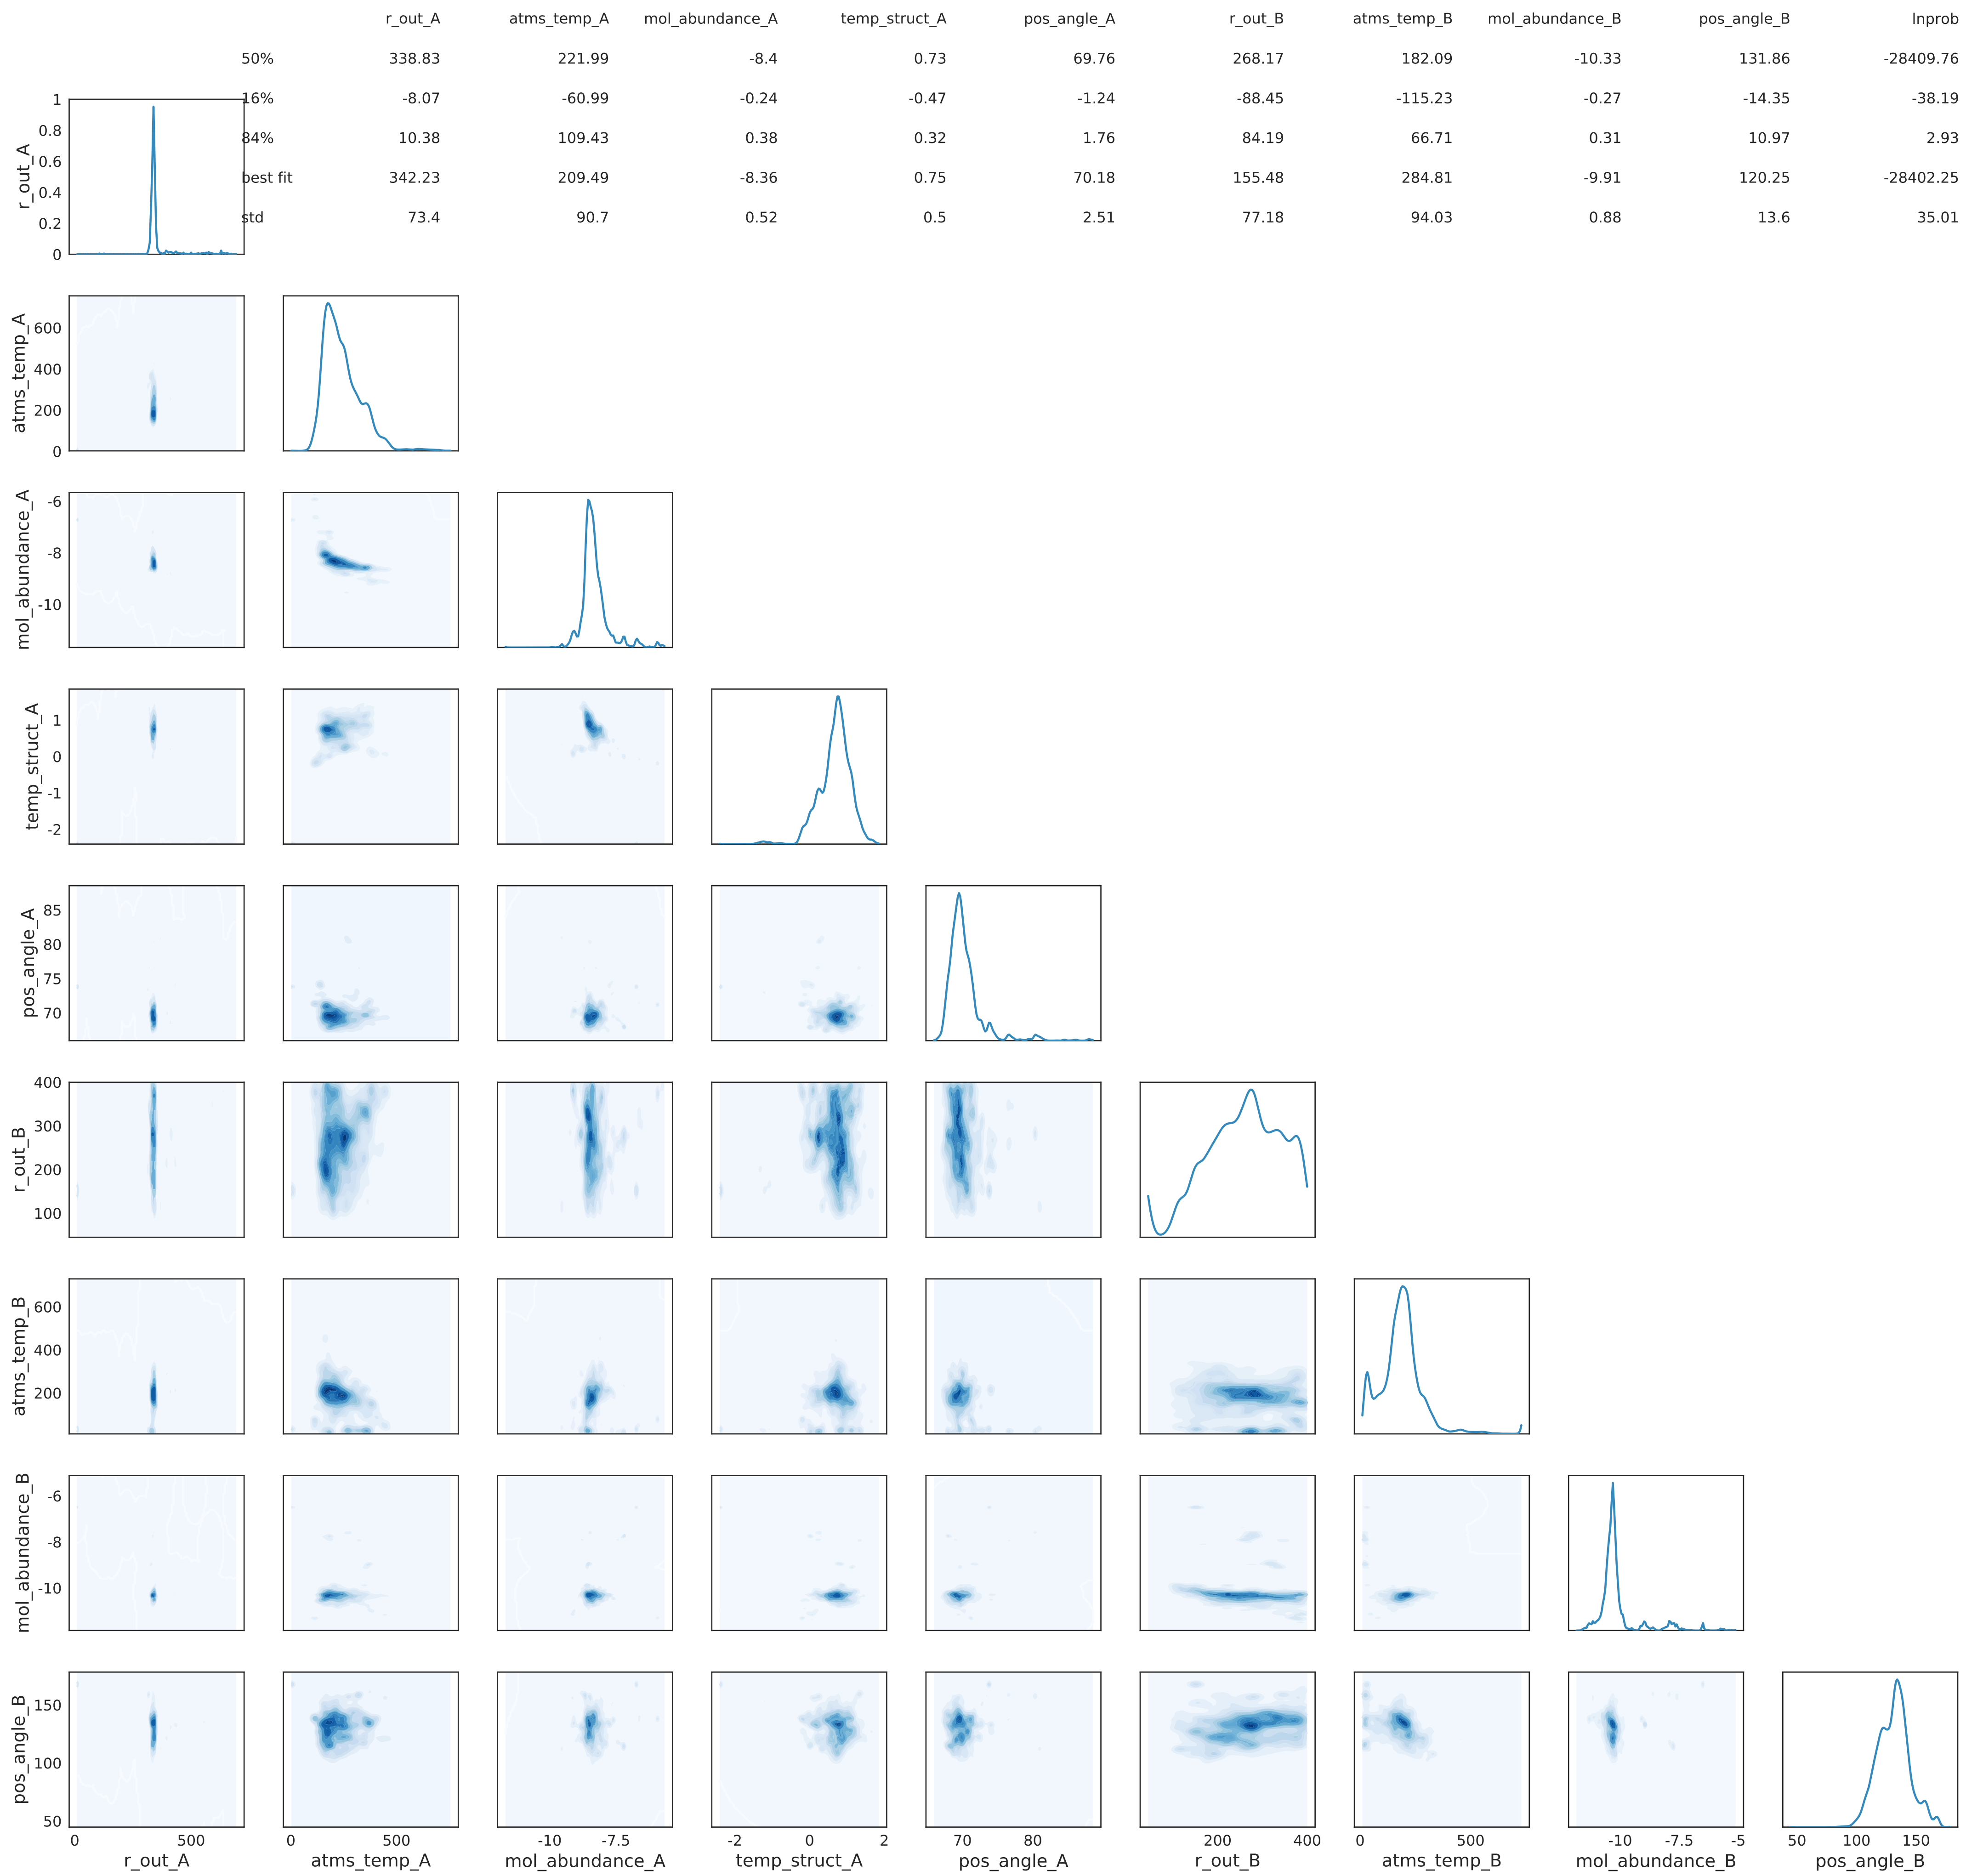 r_out_A atms_temp_A mol_abundance_A temp_struct_A pos_angle_A r_out_B atms_temp_B mol_abundance_B pos_angle_B lnprob
50% 338.83 221.99 -8.4 0.73 69.76 268.17 182.09 -10.33 131.86 -28409.76
16% -8.07 -60.99 -0.24 -0.47 -1.24 -88.45 -115.23 -0.27 -14.35 -38.19
84% 10.38 109.43 0.38 0.32 1.76 84.19 66.71 0.31 10.97 2.93
best fit 342.23 209.49 -8.36 0.75 70.18 155.48 284.81 -9.91 120.25 -28402.25
std 73.4 90.7 0.52 0.5 2.51 77.18 94.03 0.88 13.6 35.01
r_out_A
1
0.8
0.6
0.4
0.2
0
atms_temp_A
600
400
200
0
mol_abundance_A
-6
-8
-10
temp_struct_A
1
0
-1
-2
pos_angle_A
85
80
75
70
r_out_B
400
300
200
100
atms_temp_B
600
400
200
mol_abundance_B
-6
-8
-10
pos_angle_B
150
100
50
0 500 0 500 -10 -7.5 -2 0 2 70 80 200 400 0 500 -10 -7.5 -5 50 100 150
r_out_A atms_temp_A mol_abundance_A temp_struct_A pos_angle_A r_out_B atms_temp_B mol_abundance_B pos_angle_B